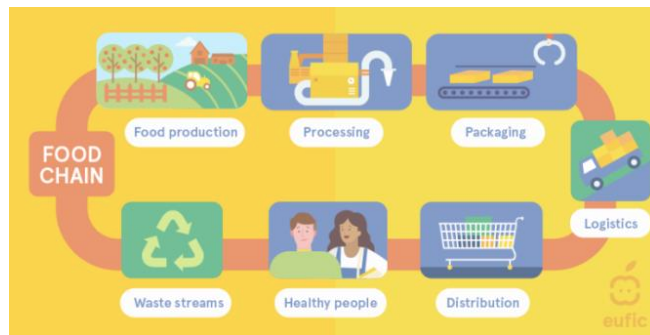 Food production
Processing
Packaging
FOOD
CHAIN
Logistics
Waste streams
Healthy people
Distribution
eufic